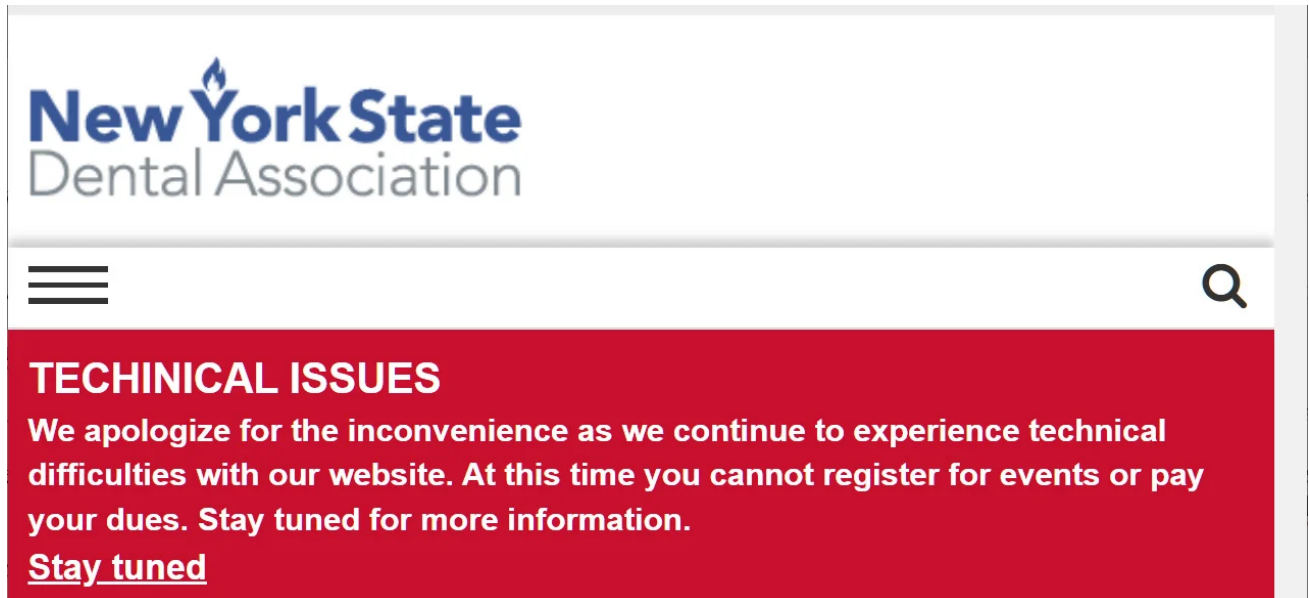 New York State
Dental Association
TECHINICAL ISSUES
We apologize for the inconvenience as we continue to experience technical
difficulties with our website. At this time you cannot register for events or pay
your dues. Stay tuned for more information.
Stay tuned